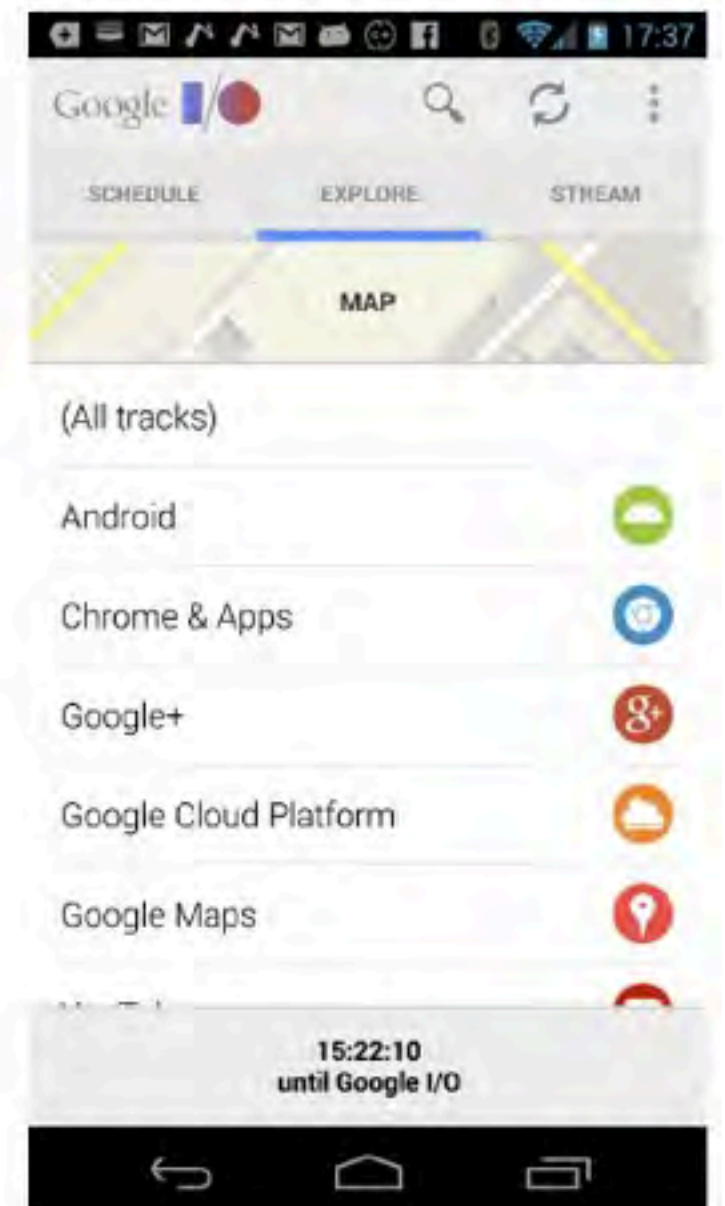 17:37
Google I/O
SCHEDULE EXPLORE STREAM
MAP
(All tracks)
Android
Chrome & Apps
Google+
g+
Google Cloud Platform
Google Maps
15:22:10
until Google I/O